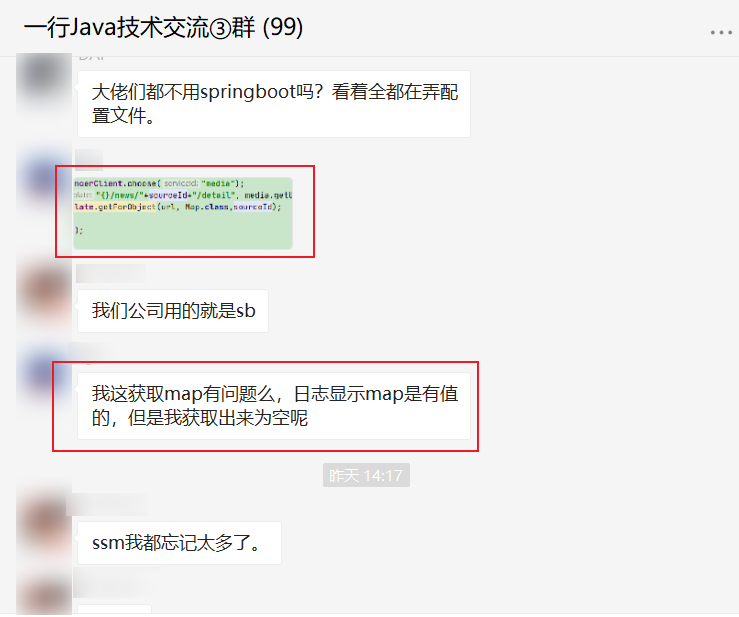 一行Java技术交流③群 (99)
大佬们都不用springboot吗？看着全都在弄配
置文件。
ncerClient.choose( serviceId: "media");
"{}/news/"+sourceId+"/detail", media.getU
late.getForObject(url, Map.class,sourceId);
);
我们公司用的就是sb
我这获取map有问题么，日志显示map是有值
的，但是我获取出来为空呢
昨天 14:17
ssm我都忘记太多了。